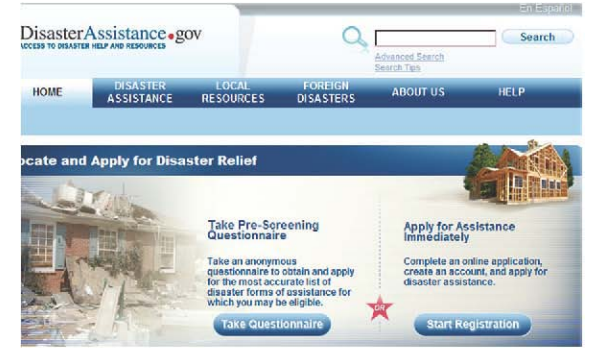 En Español
DisasterAssistance.gov
ACCESS TO DISASTER HELP AND RESOURCES
Search
Advanced Search
Search Tips
HOME
DISASTER
ASSISTANCE
LOCAL
RESOURCES
FOREIGN
DISASTERS
ABOUT US
HELP
ocate and Apply for Disaster Relief
Take Pre-Screening
Questionnaire
Take an anonymous
questionnaire to obtain and apply
for the most accurate list of
disaster forms of assistance for
which you may be eligible.
Take Questionnaire
OR
Apply for Assistance
Immediately
Complete an online application,
create an account, and apply for
disaster assistance.
Start Registration